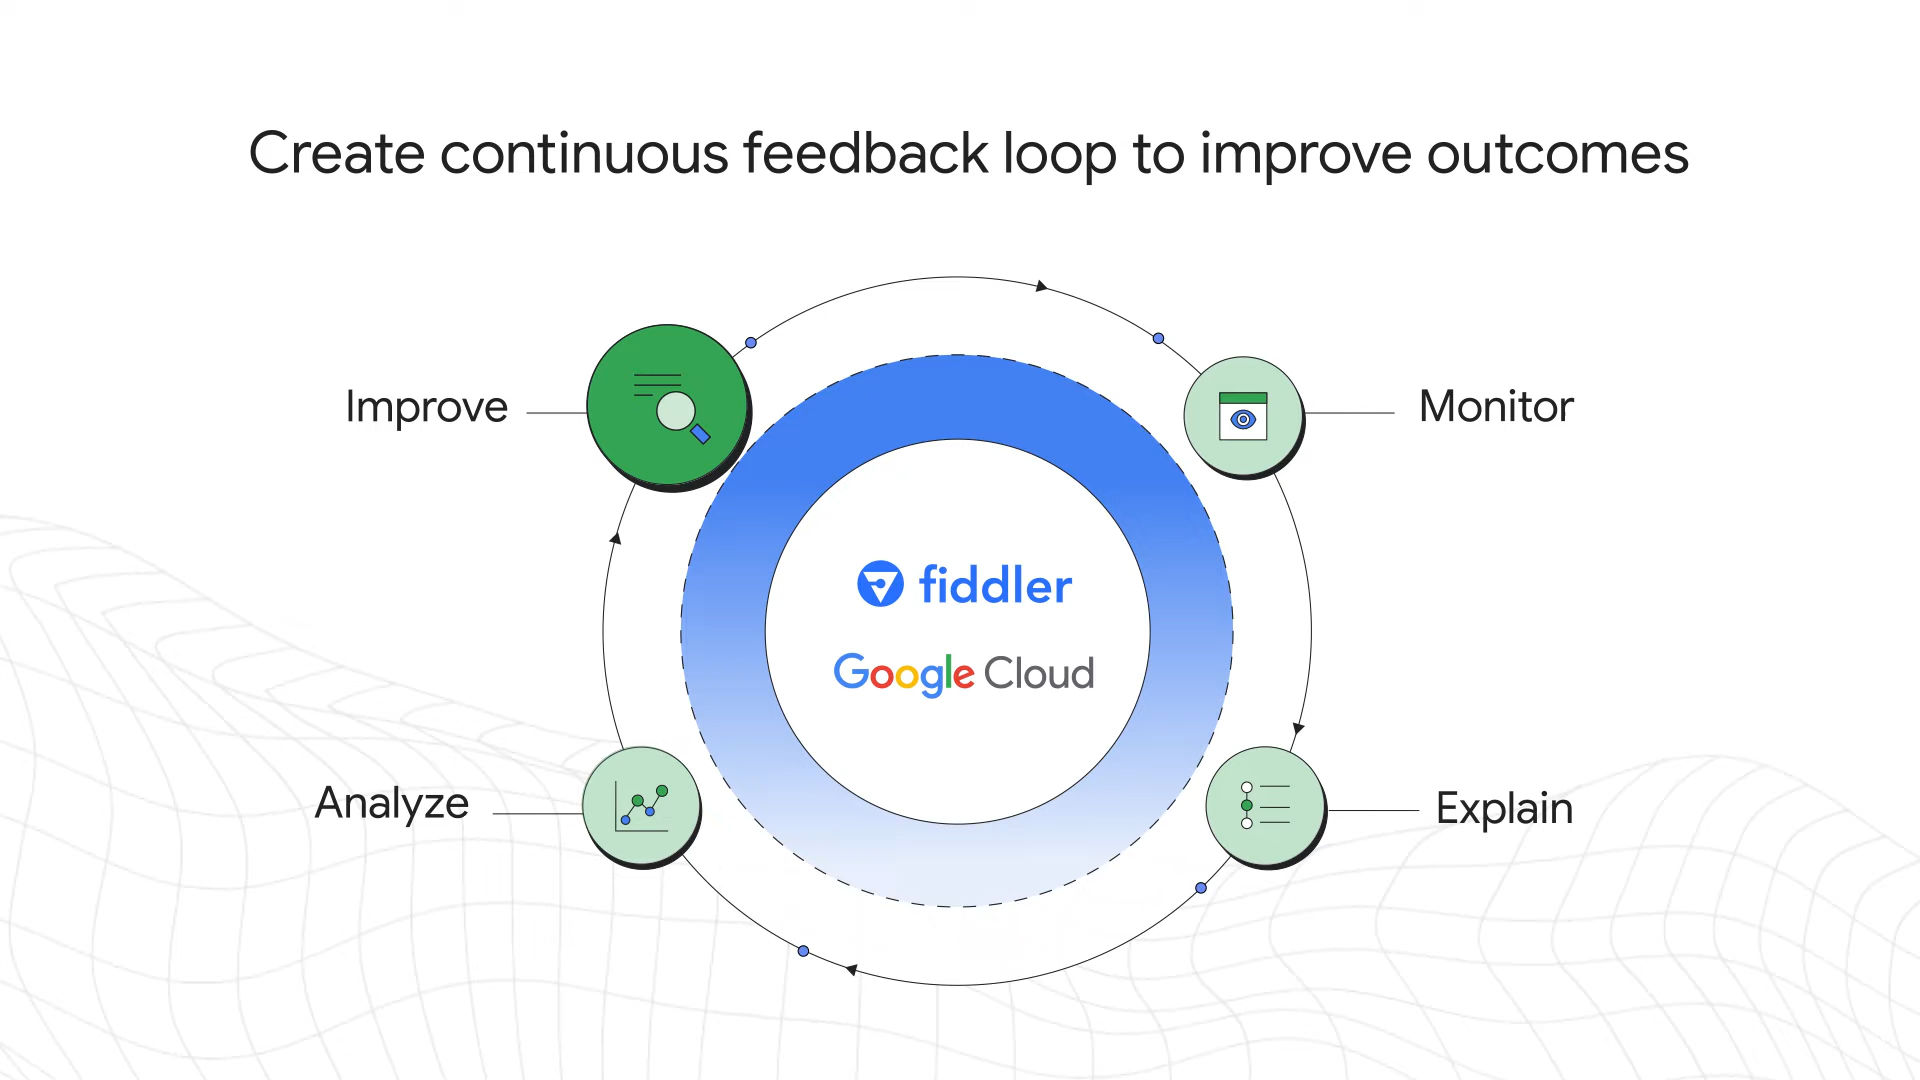 Create continuous feedback loop to improve outcomes
Improve
Monitor
fiddler
Google Cloud
Analyze
Explain